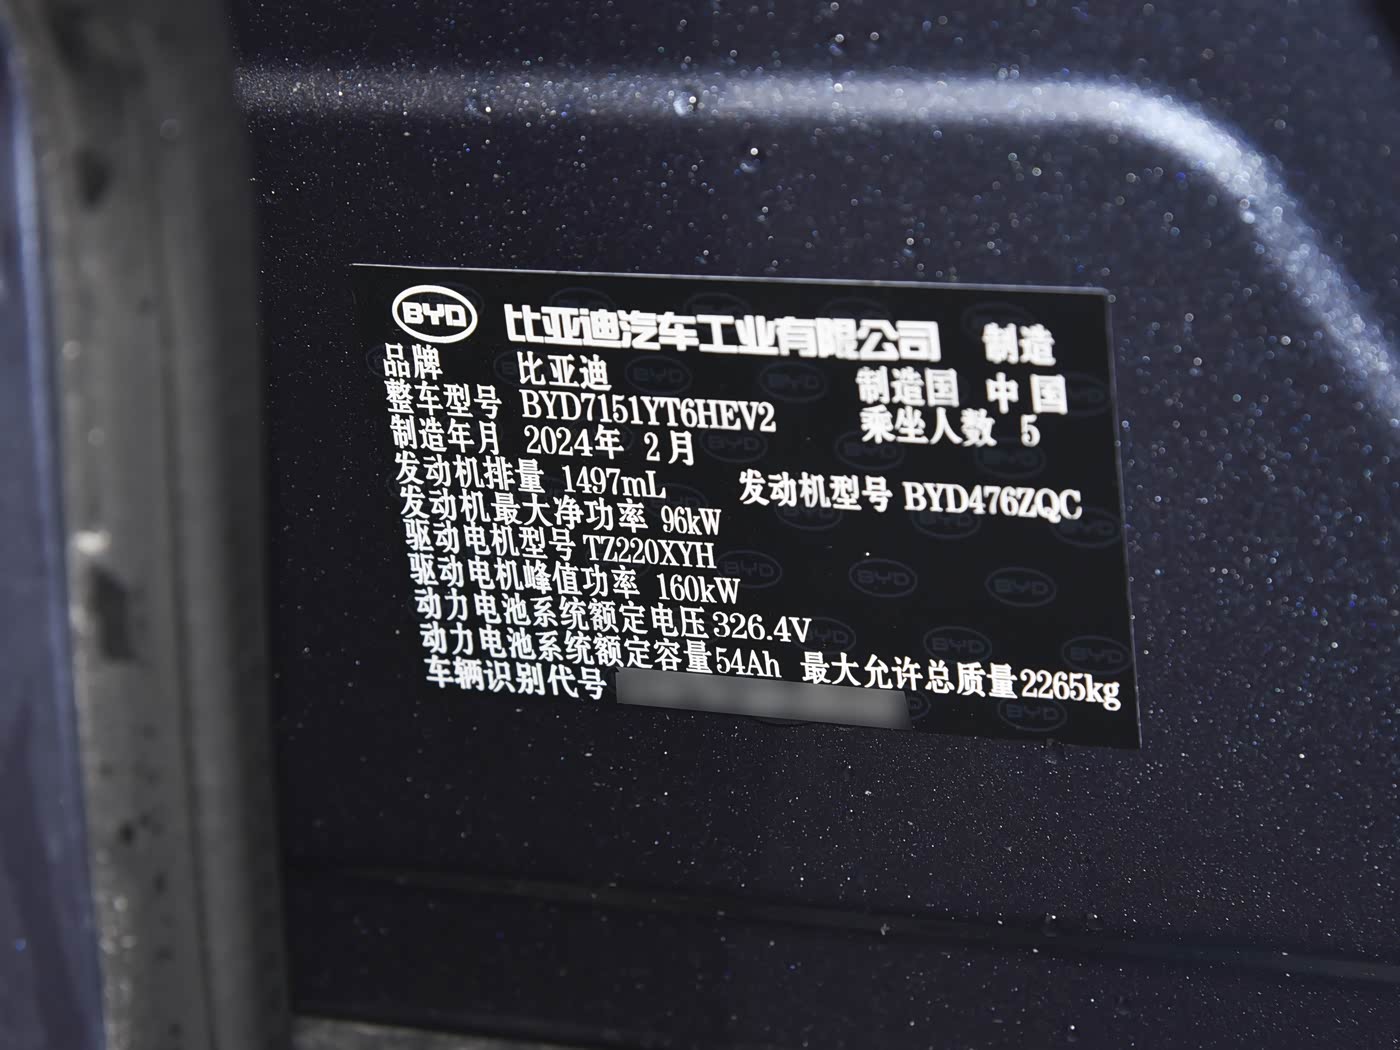 BYD 比亚迪汽车工业有限公司 制造
品牌 比亚迪 制造国 中国
整车型号 BYD7151YT6HEV2 乘坐人数 5
制造年月 2024年 2月
发动机排量 1497mL 发动机型号 BYD476ZQC
发动机最大净功率 96kW
驱动电机型号 TZ220XYH
驱动电机峰值功率 160kW
动力电池系统额定电压 326.4V
动力电池系统额定容量 54Ah 最大允许总质量 2265kg
车辆识别代号